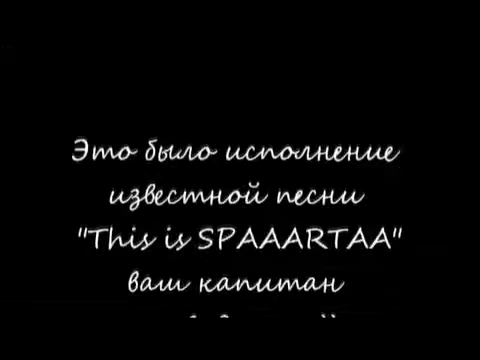 Это было исполнение
известной песни
"This is SPAAARTAA"
ваш капитан